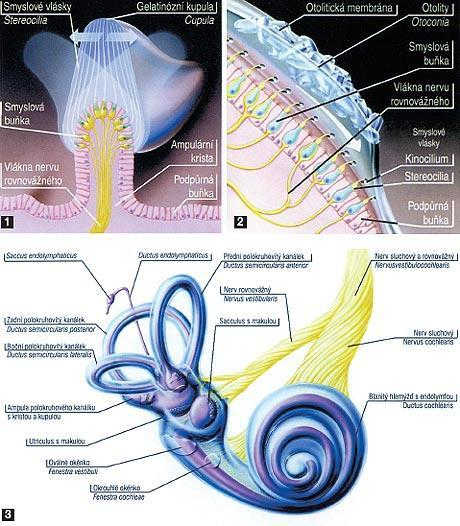 Smyslové vlásky
Stereocilia
Gelatinózní kupula
Cupula
Smyslová
buňka
Vlákna nervu
rovnovážného
Ampulární
krista
Podpůrná
buňka
1
Otolitická membrána
Otolity
Otoconia
Smyslová
buňka
Vlákna nervu
rovnovážného
Smyslové
vlásky
Kinocilium
Stereocilia
Podpůrná
buňka
2
Saccus endolymphaticus
Ductus endolymphaticus
Přední polokruhovitý kanálek
Ductus semicircularis anterior
Nerv sluchový a rovnovážný
Nervusvestibulocochlearis
Nerv rovnovážný
Nervus vestibularis
Zadní polokruhovitý kanálek
Ductus semicircularis posterior
Sacculus s makulou
Nerv sluchový
Nervus cochlearis
Boční polokruhovitý kanálek
Ductus semicircularis lateralis
Ampula polokruhového kanálku
s kristou a kupulou
Blanitý hlemýžď s endolymfou
Ductus cochlearis
Utriculus s makulou
Oválné okénko
Fenestra vestibuli
Okrouhlé okénko
Fenestra cochleae
3